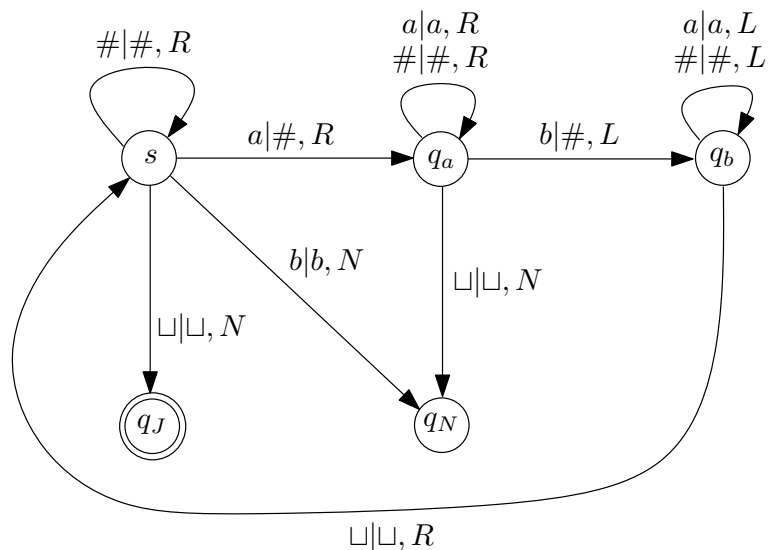 a|a, R
a|a, L
#|#, R
#|#, R
#|#, L
s
a|#, R
q_a
b|#, L
q_b
b|b, N
⊔|⊔, N
⊔|⊔, N
q_J
q_N
⊔|⊔, R